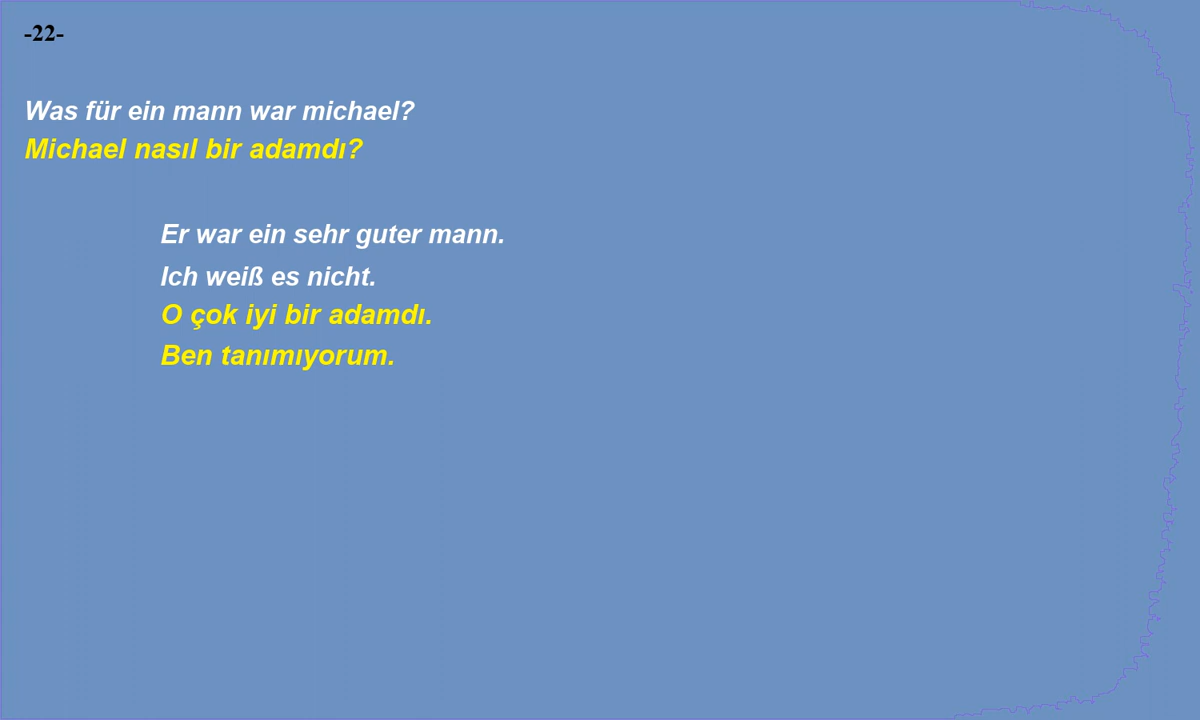 -22-
Was für ein mann war michael?
Michael nasıl bir adamdı?
Er war ein sehr guter mann.
Ich weiß es nicht.
O çok iyi bir adamdı.
Ben tanımıyorum.